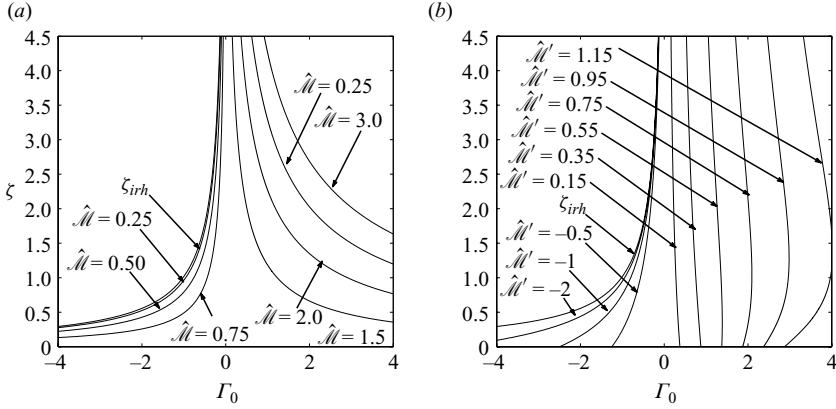 (a)
4.5
4.0
3.5
3.0
2.5
2.0
1.5
1.0
0.5
0
ζ
ℳ̂ = 0.25
ℳ̂ = 3.0
ζirh
ℳ̂ = 0.25
ℳ̂ = 0.50
ℳ̂ = 0.75
ℳ̂ = 2.0
ℳ̂ = 1.5
−4 −2 0 2 4
Γ0
(b)
4.5
4.0
3.5
3.0
2.5
2.0
1.5
1.0
0.5
0
ℳ̂′ = 1.15
ℳ̂′ = 0.95
ℳ̂′ = 0.75
ℳ̂′ = 0.55
ℳ̂′ = 0.35
ℳ̂′ = 0.15
ζirh
ℳ̂′ = −0.5
ℳ̂′ = −1
ℳ̂′ = −2
−4 −2 0 2 4
Γ0